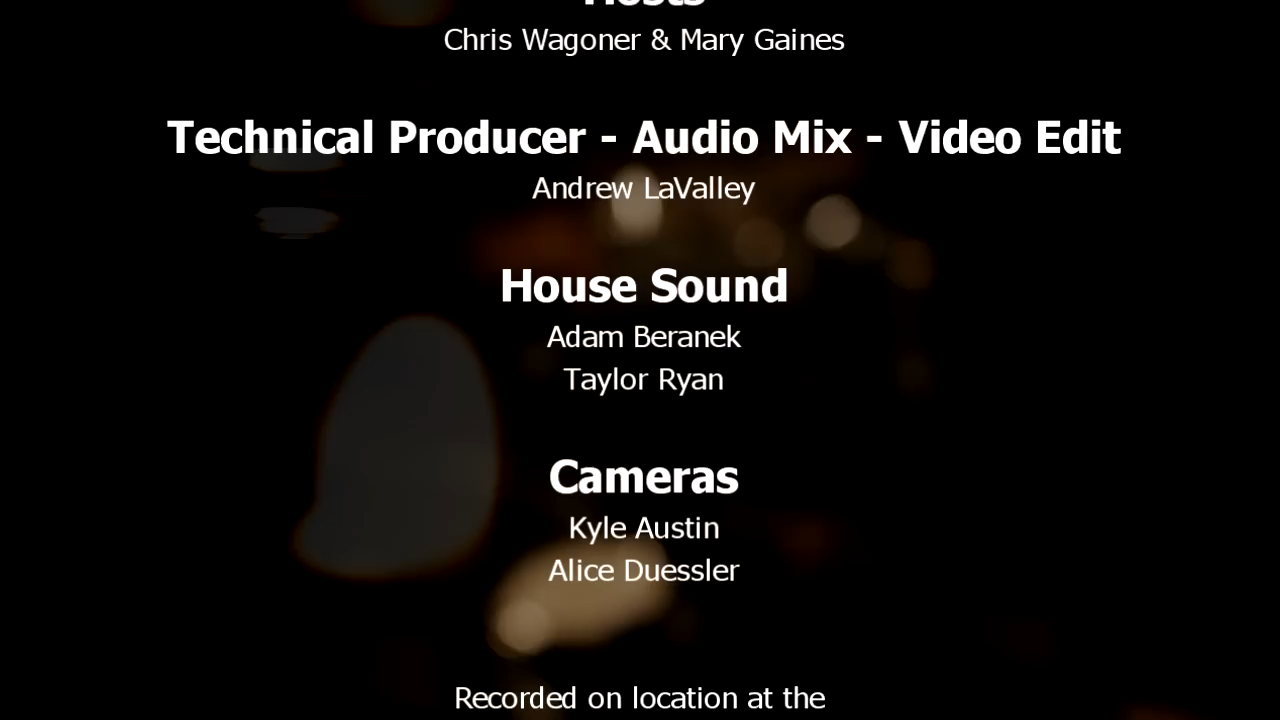 Hosts
Chris Wagoner & Mary Gaines
Technical Producer - Audio Mix - Video Edit
Andrew LaValley
House Sound
Adam Beranek
Taylor Ryan
Cameras
Kyle Austin
Alice Duessler
Recorded on location at the